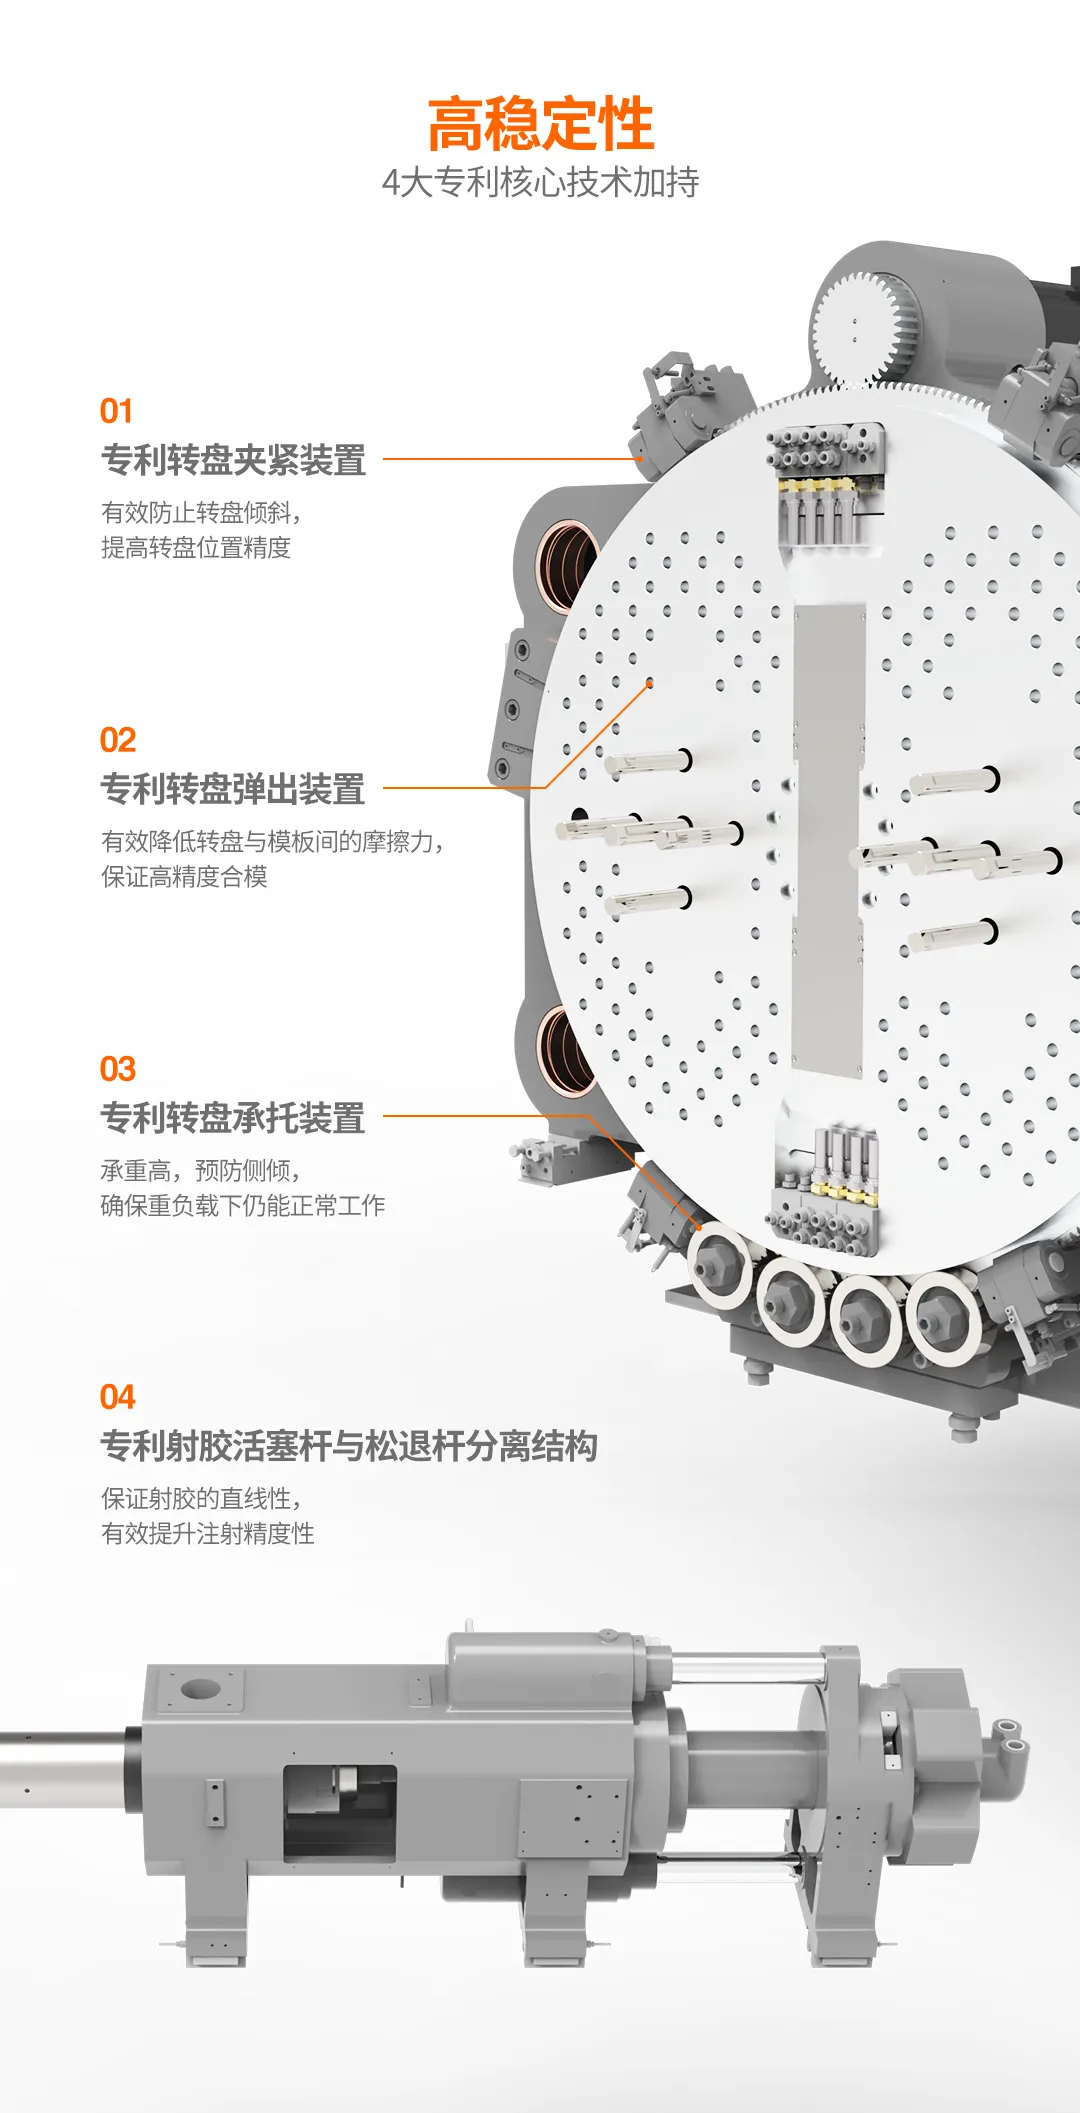 高稳定性
4大专利核心技术加持
01
专利转盘夹紧装置
有效防止转盘倾斜，
提高转盘位置精度
02
专利转盘弹出装置
有效降低转盘与模板间的摩擦力，
保证高精度合模
03
专利转盘承托装置
承重高，预防侧倾，
确保重负载下仍能正常工作
04
专利射胶活塞杆与松退杆分离结构
保证射胶的直线性，
有效提升注射精度性